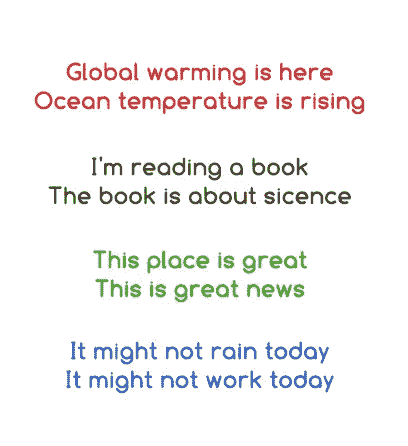 Global warming is here
Ocean temperature is rising
I'm reading a book
The book is about sicence
This place is great
This is great news
It might not rain today
It might not work today